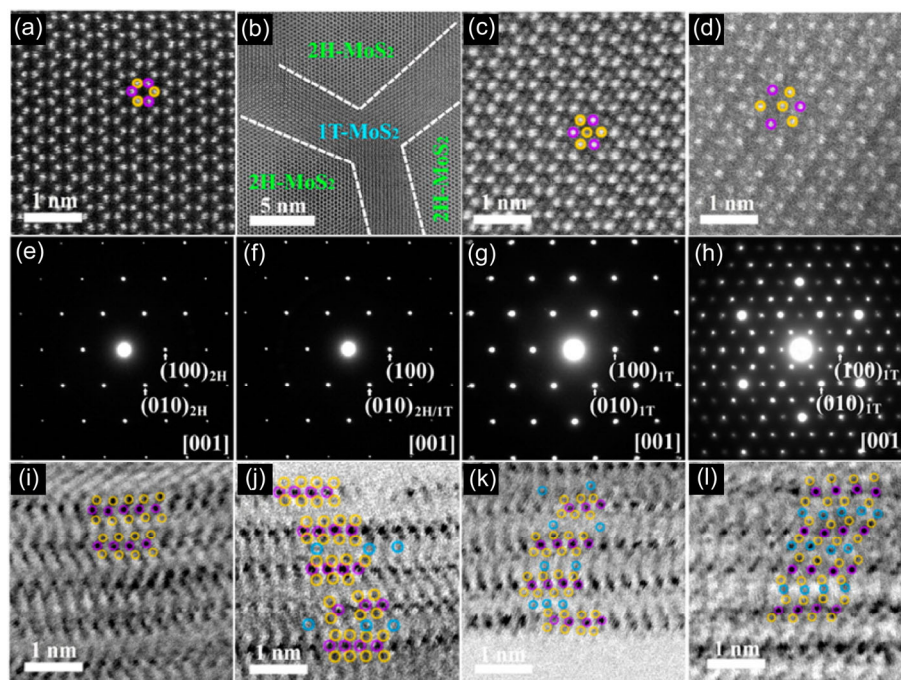 (a)
1 nm
(b)
2H-MoS₂
1T-MoS₂
2H-MoS₂
2H-MoS₂
5 nm
(c)
1 nm
(d)
1 nm
(e)
(100)2H
(010)2H
[001]
(f)
(100)
(010)2H/1T
[001]
(g)
(100)1T
(010)1T
[001]
(h)
(100)1T
(010)1T
[001]
(i)
1 nm
(j)
1 nm
(k)
1 nm
(l)
1 nm